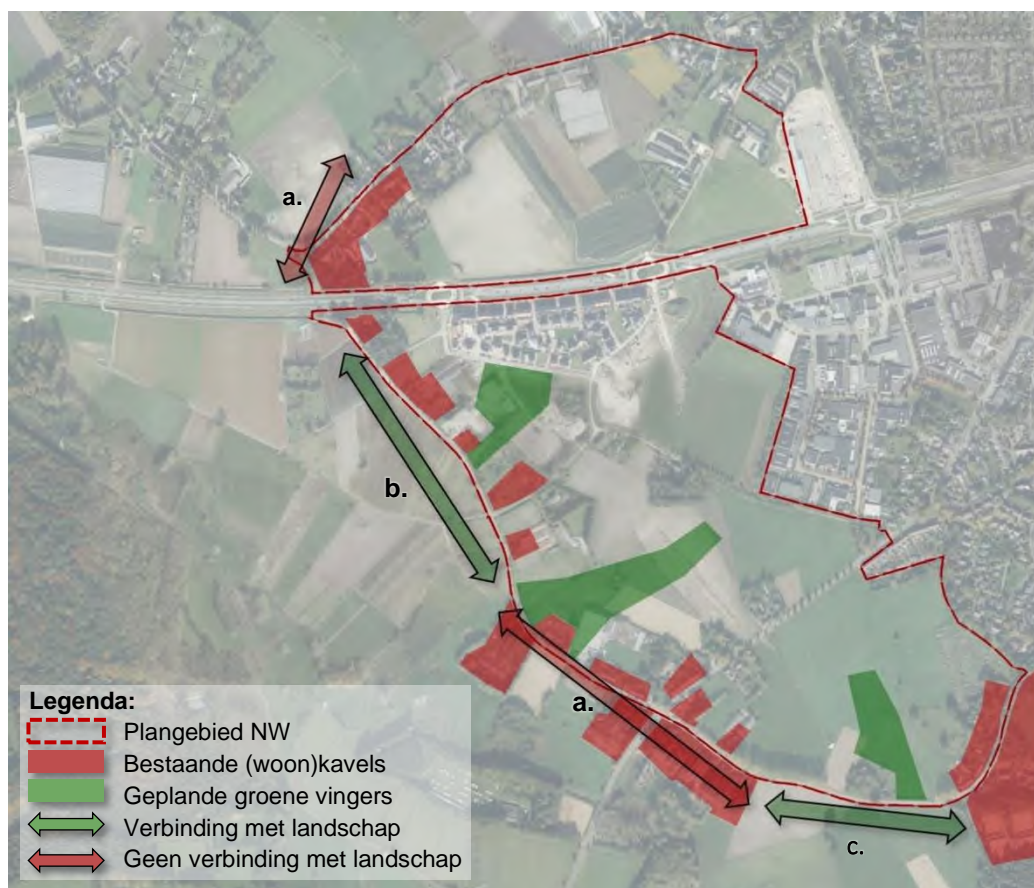 a.
b.
a.
c.
Legenda:
Plangebied NW
Bestaande (woon)kavels
Geplande groene vingers
Verbinding met landschap
Geen verbinding met landschap